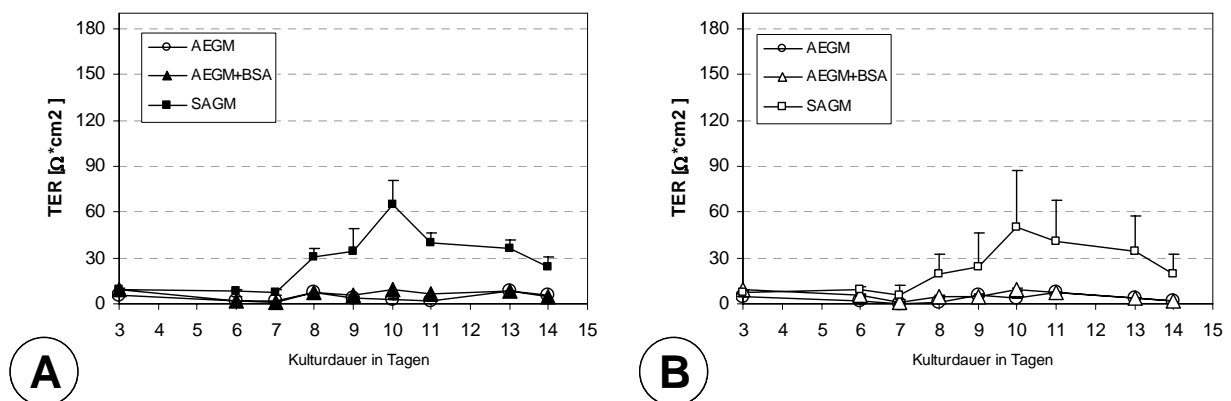 180
150
120
90
60
30
0
TER [Ω*cm2 ]
AEGM
AEGM+BSA
SAGM
3 4 5 6 7 8 9 10 11 12 13 14 15
Kulturdauer in Tagen
A
180
150
120
90
60
30
0
TER [Ω*cm2 ]
AEGM
AEGM+BSA
SAGM
3 4 5 6 7 8 9 10 11 12 13 14 15
Kulturdauer in Tagen
B